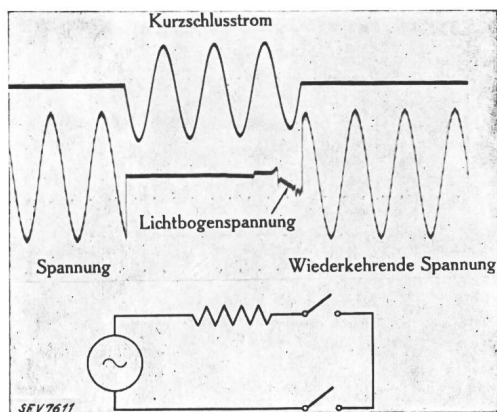 Kurzschlusstrom
Lichtbogenspannung
Spannung
Wiederkehrende Spannung
SEV7611